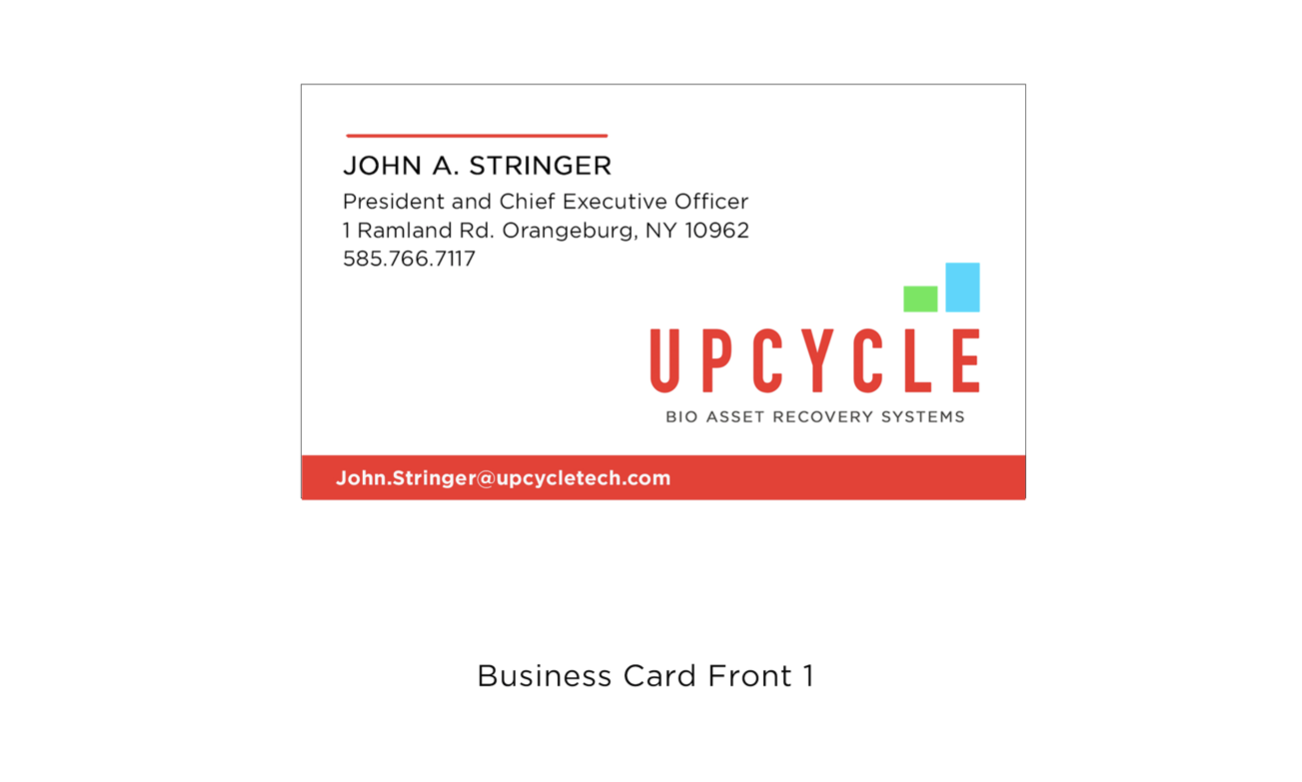 JOHN A. STRINGER
President and Chief Executive Officer
1 Ramland Rd. Orangeburg, NY 10962
585.766.7117
UPCYCLE
BIO ASSET RECOVERY SYSTEMS
John.Stringer@upcycletech.com
Business Card Front 1